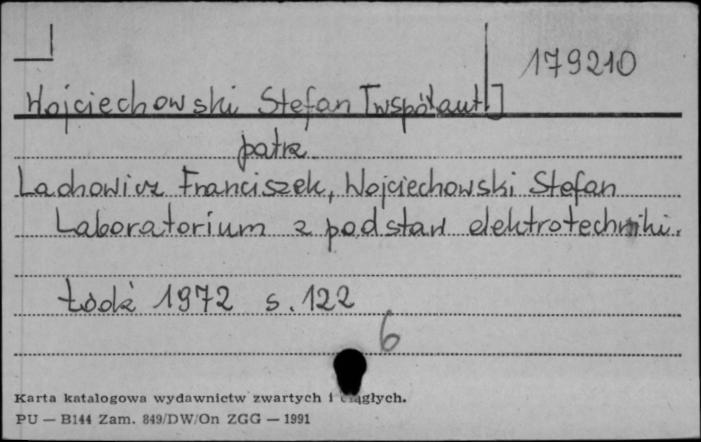 179210
Wojciechowski Stefan [współaut.]
patrz
Lachowicz Franciszek, Wojciechowski Stefan
Laboratorium z podstaw elektrotechniki.
Łódź 1972 s. 122
6
Karta katalogowa wydawnictw zwartych i ciągłych.
PU — B144 Zam. 849/DW/On ZGG — 1991